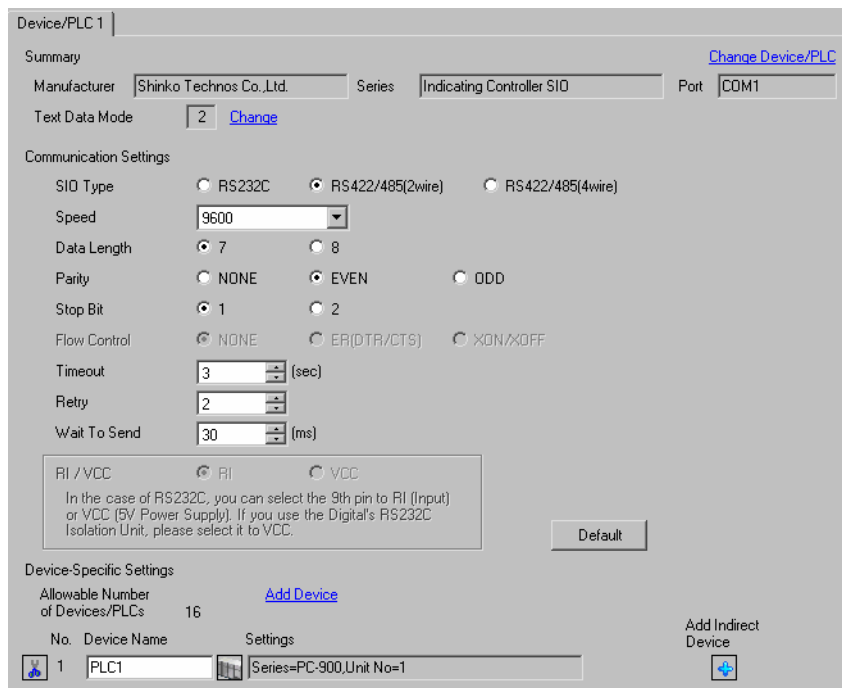 Device/PLC 1
Summary Change Device/PLC
Manufacturer Shinko Technos Co.,Ltd. Series Indicating Controller SIO Port COM1
Text Data Mode 2 Change
Communication Settings
SIO Type RS232C RS422/485(2wire) RS422/485(4wire)
Speed 9600
Data Length 7 8
Parity NONE EVEN ODD
Stop Bit 1 2
Flow Control NONE ER(DTR/CTS) XON/XOFF
Timeout 3 (sec)
Retry 2
Wait To Send 30 (ms)
RI / VCC RI VCC
In the case of RS232C, you can select the 9th pin to RI (Input)
or VCC (5V Power Supply). If you use the Digital's RS232C
Isolation Unit, please select it to VCC.
Default
Device-Specific Settings
Allowable Number
of Devices/PLCs 16 Add Device
Add Indirect
Device
No. Device Name Settings
1 PLC1 Series=PC-900,Unit No=1